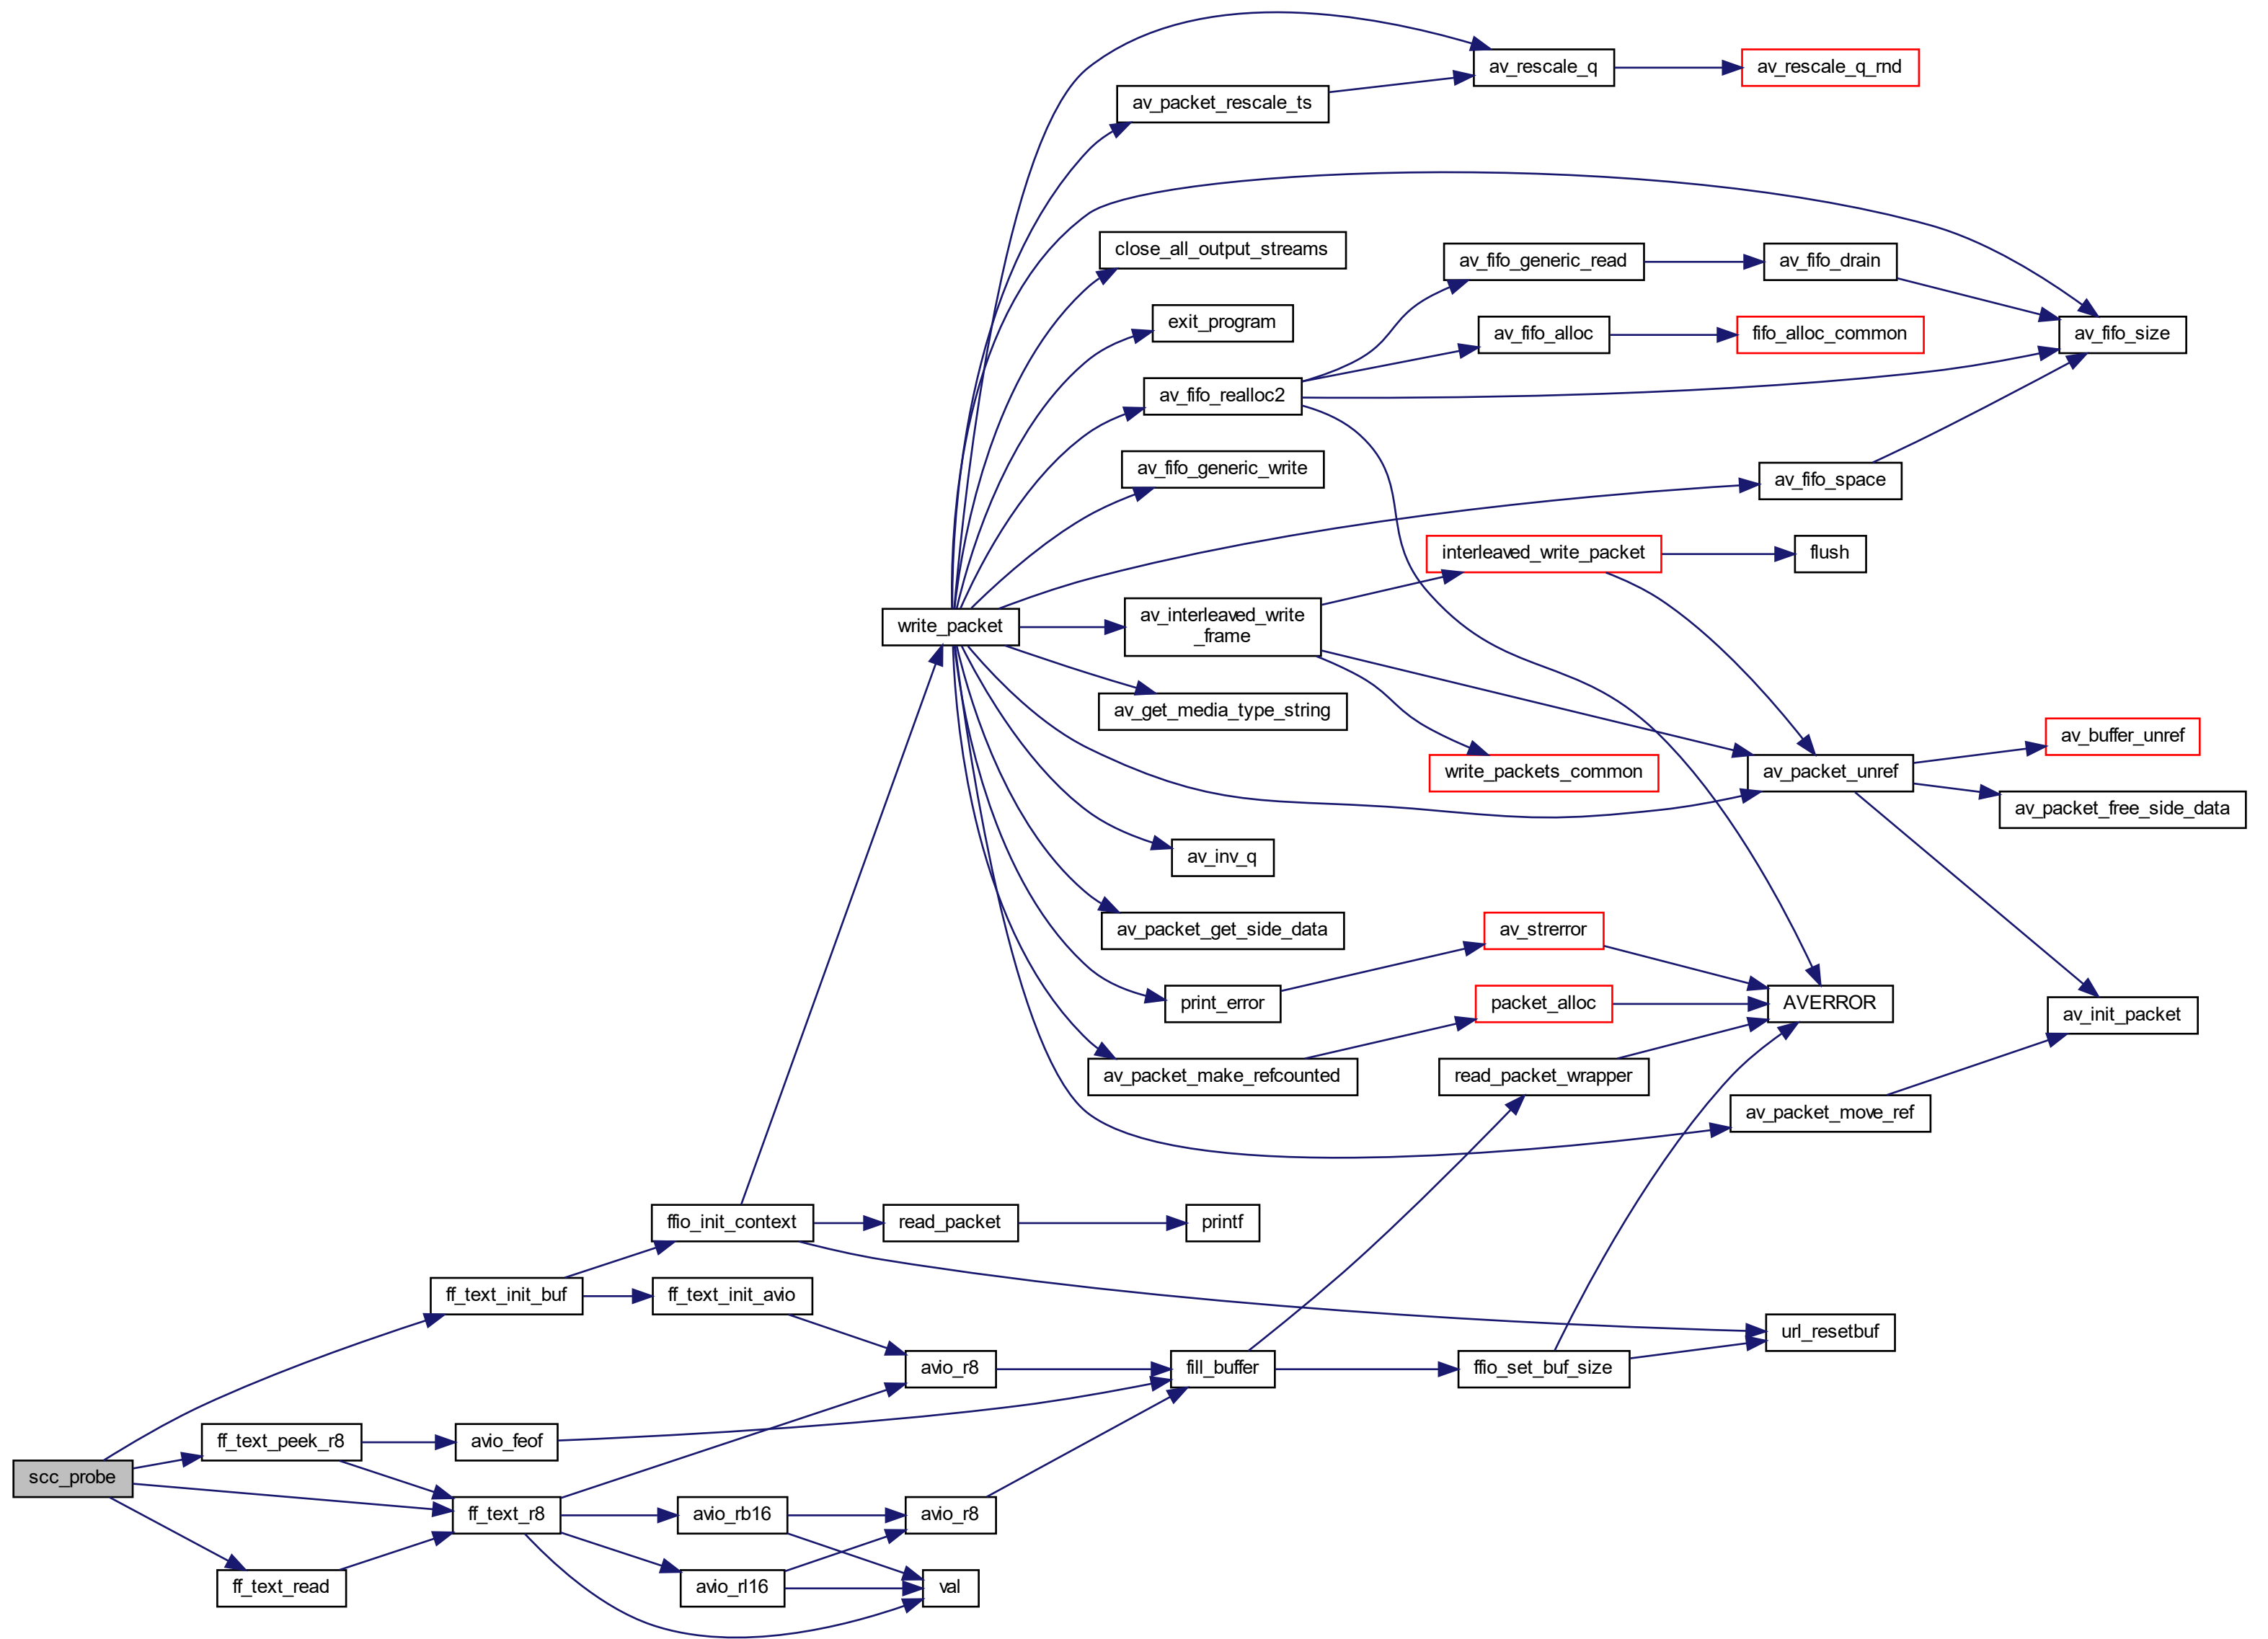 av_rescale_q
av_rescale_q_rnd
av_packet_rescale_ts
close_all_output_streams
av_fifo_generic_read
av_fifo_drain
exit_program
av_fifo_alloc
fifo_alloc_common
av_fifo_size
av_fifo_realloc2
av_fifo_generic_write
av_fifo_space
interleaved_write_packet
flush
write_packet
av_interleaved_write
_frame
av_get_media_type_string
av_buffer_unref
write_packets_common
av_packet_unref
av_packet_free_side_data
av_inv_q
av_packet_get_side_data
av_strerror
print_error
packet_alloc
AVERROR
av_init_packet
av_packet_make_refcounted
read_packet_wrapper
av_packet_move_ref
ffio_init_context
read_packet
printf
ff_text_init_buf
ff_text_init_avio
url_resetbuf
avio_r8
fill_buffer
ffio_set_buf_size
ff_text_peek_r8
avio_feof
scc_probe
ff_text_r8
avio_rb16
avio_r8
ff_text_read
avio_rl16
val